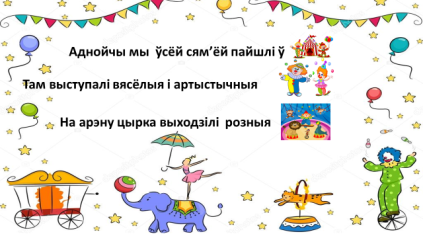 Аднойчы мы ўсёй сям’ёй пайшлі ў
Там выступалі вясёлыя і артыстычныя
На арэну цырка выходзілі розныя